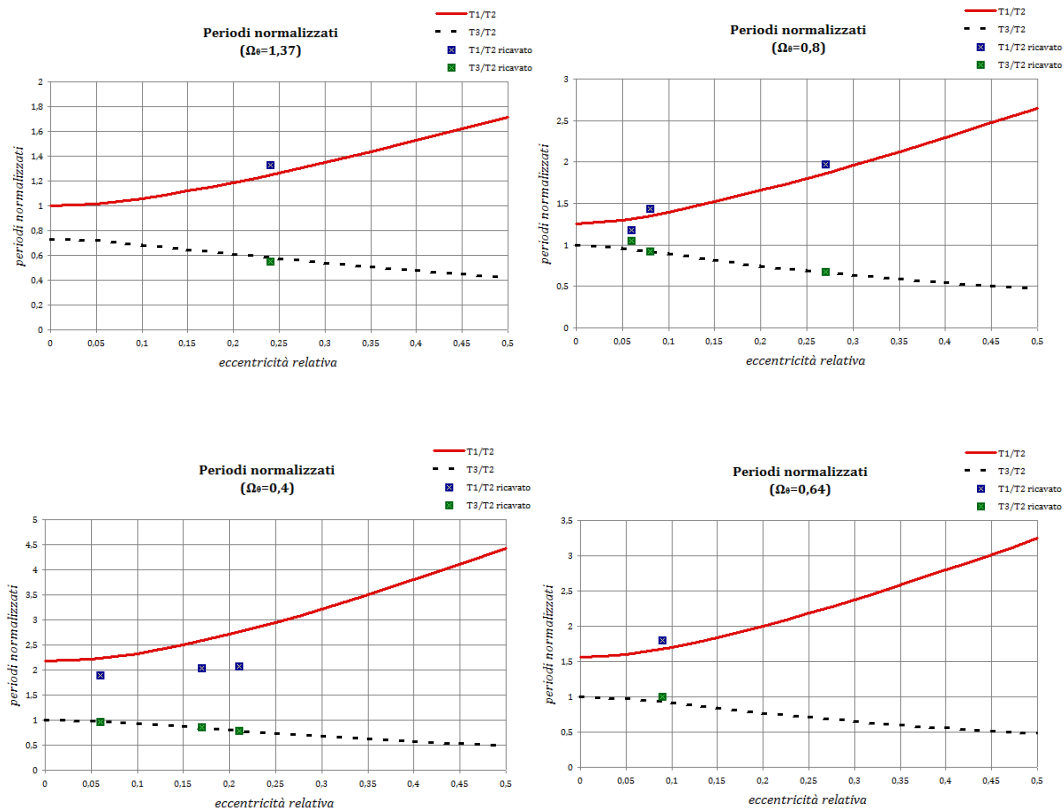 Periodi normalizzati
(Ωθ=1,37)
T1/T2
T3/T2
T1/T2 ricavato
T3/T2 ricavato
periodi normalizzati
2
1,8
1,6
1,4
1,2
1
0,8
0,6
0,4
0,2
0
0 0,05 0,1 0,15 0,2 0,25 0,3 0,35 0,4 0,45 0,5
eccentricità relativa
Periodi normalizzati
(Ωθ=0,8)
T1/T2
T3/T2
T1/T2 ricavato
T3/T2 ricavato
periodi normalizzati
3
2,5
2
1,5
1
0,5
0
0 0,05 0,1 0,15 0,2 0,25 0,3 0,35 0,4 0,45 0,5
eccentricità relativa
Periodi normalizzati
(Ωθ=0,4)
T1/T2
T3/T2
T1/T2 ricavato
T3/T2 ricavato
periodi normalizzati
5
4,5
4
3,5
3
2,5
2
1,5
1
0,5
0
0 0,05 0,1 0,15 0,2 0,25 0,3 0,35 0,4 0,45 0,5
eccentricità relativa
Periodi normalizzati
(Ωθ=0,64)
T1/T2
T3/T2
T1/T2 ricavato
T3/T2 ricavato
periodi normalizzati
3,5
3
2,5
2
1,5
1
0,5
0
0 0,05 0,1 0,15 0,2 0,25 0,3 0,35 0,4 0,45 0,5
eccentricità relativa